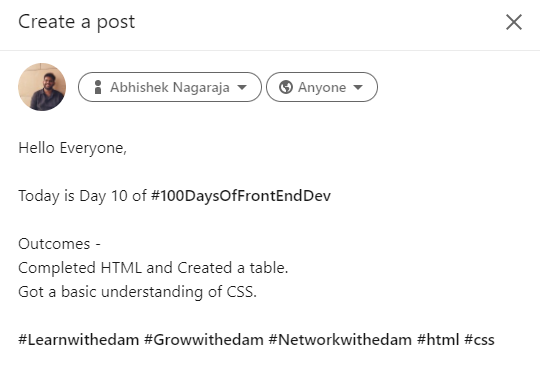 Create a post
Abhishek Nagaraja
Anyone
Hello Everyone,
Today is Day 10 of #100DaysOfFrontEndDev
Outcomes -
Completed HTML and Created a table.
Got a basic understanding of CSS.
#Learnwithedam #Growwithedam #Networkwithedam #html #css